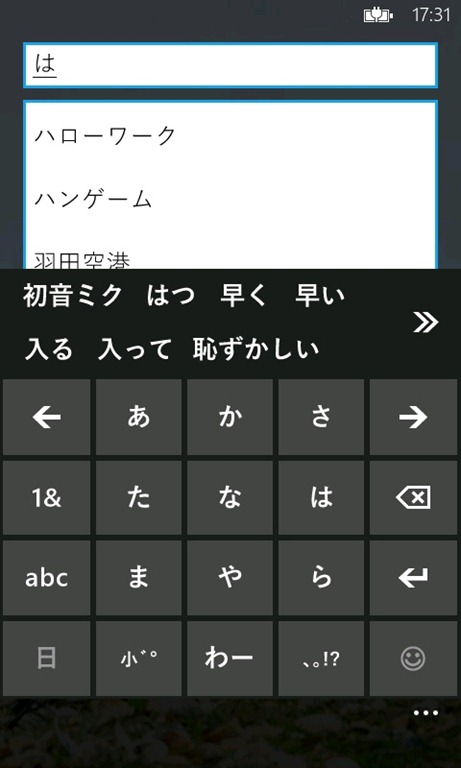 17:31
は
ハローワーク
ハンゲーム
羽田空港
初音ミク はつ 早く 早い
入る 入って 恥ずかしい
← あ か さ →
1& た な は
abc ま や ら
日 小゛゜ わー 、。!?